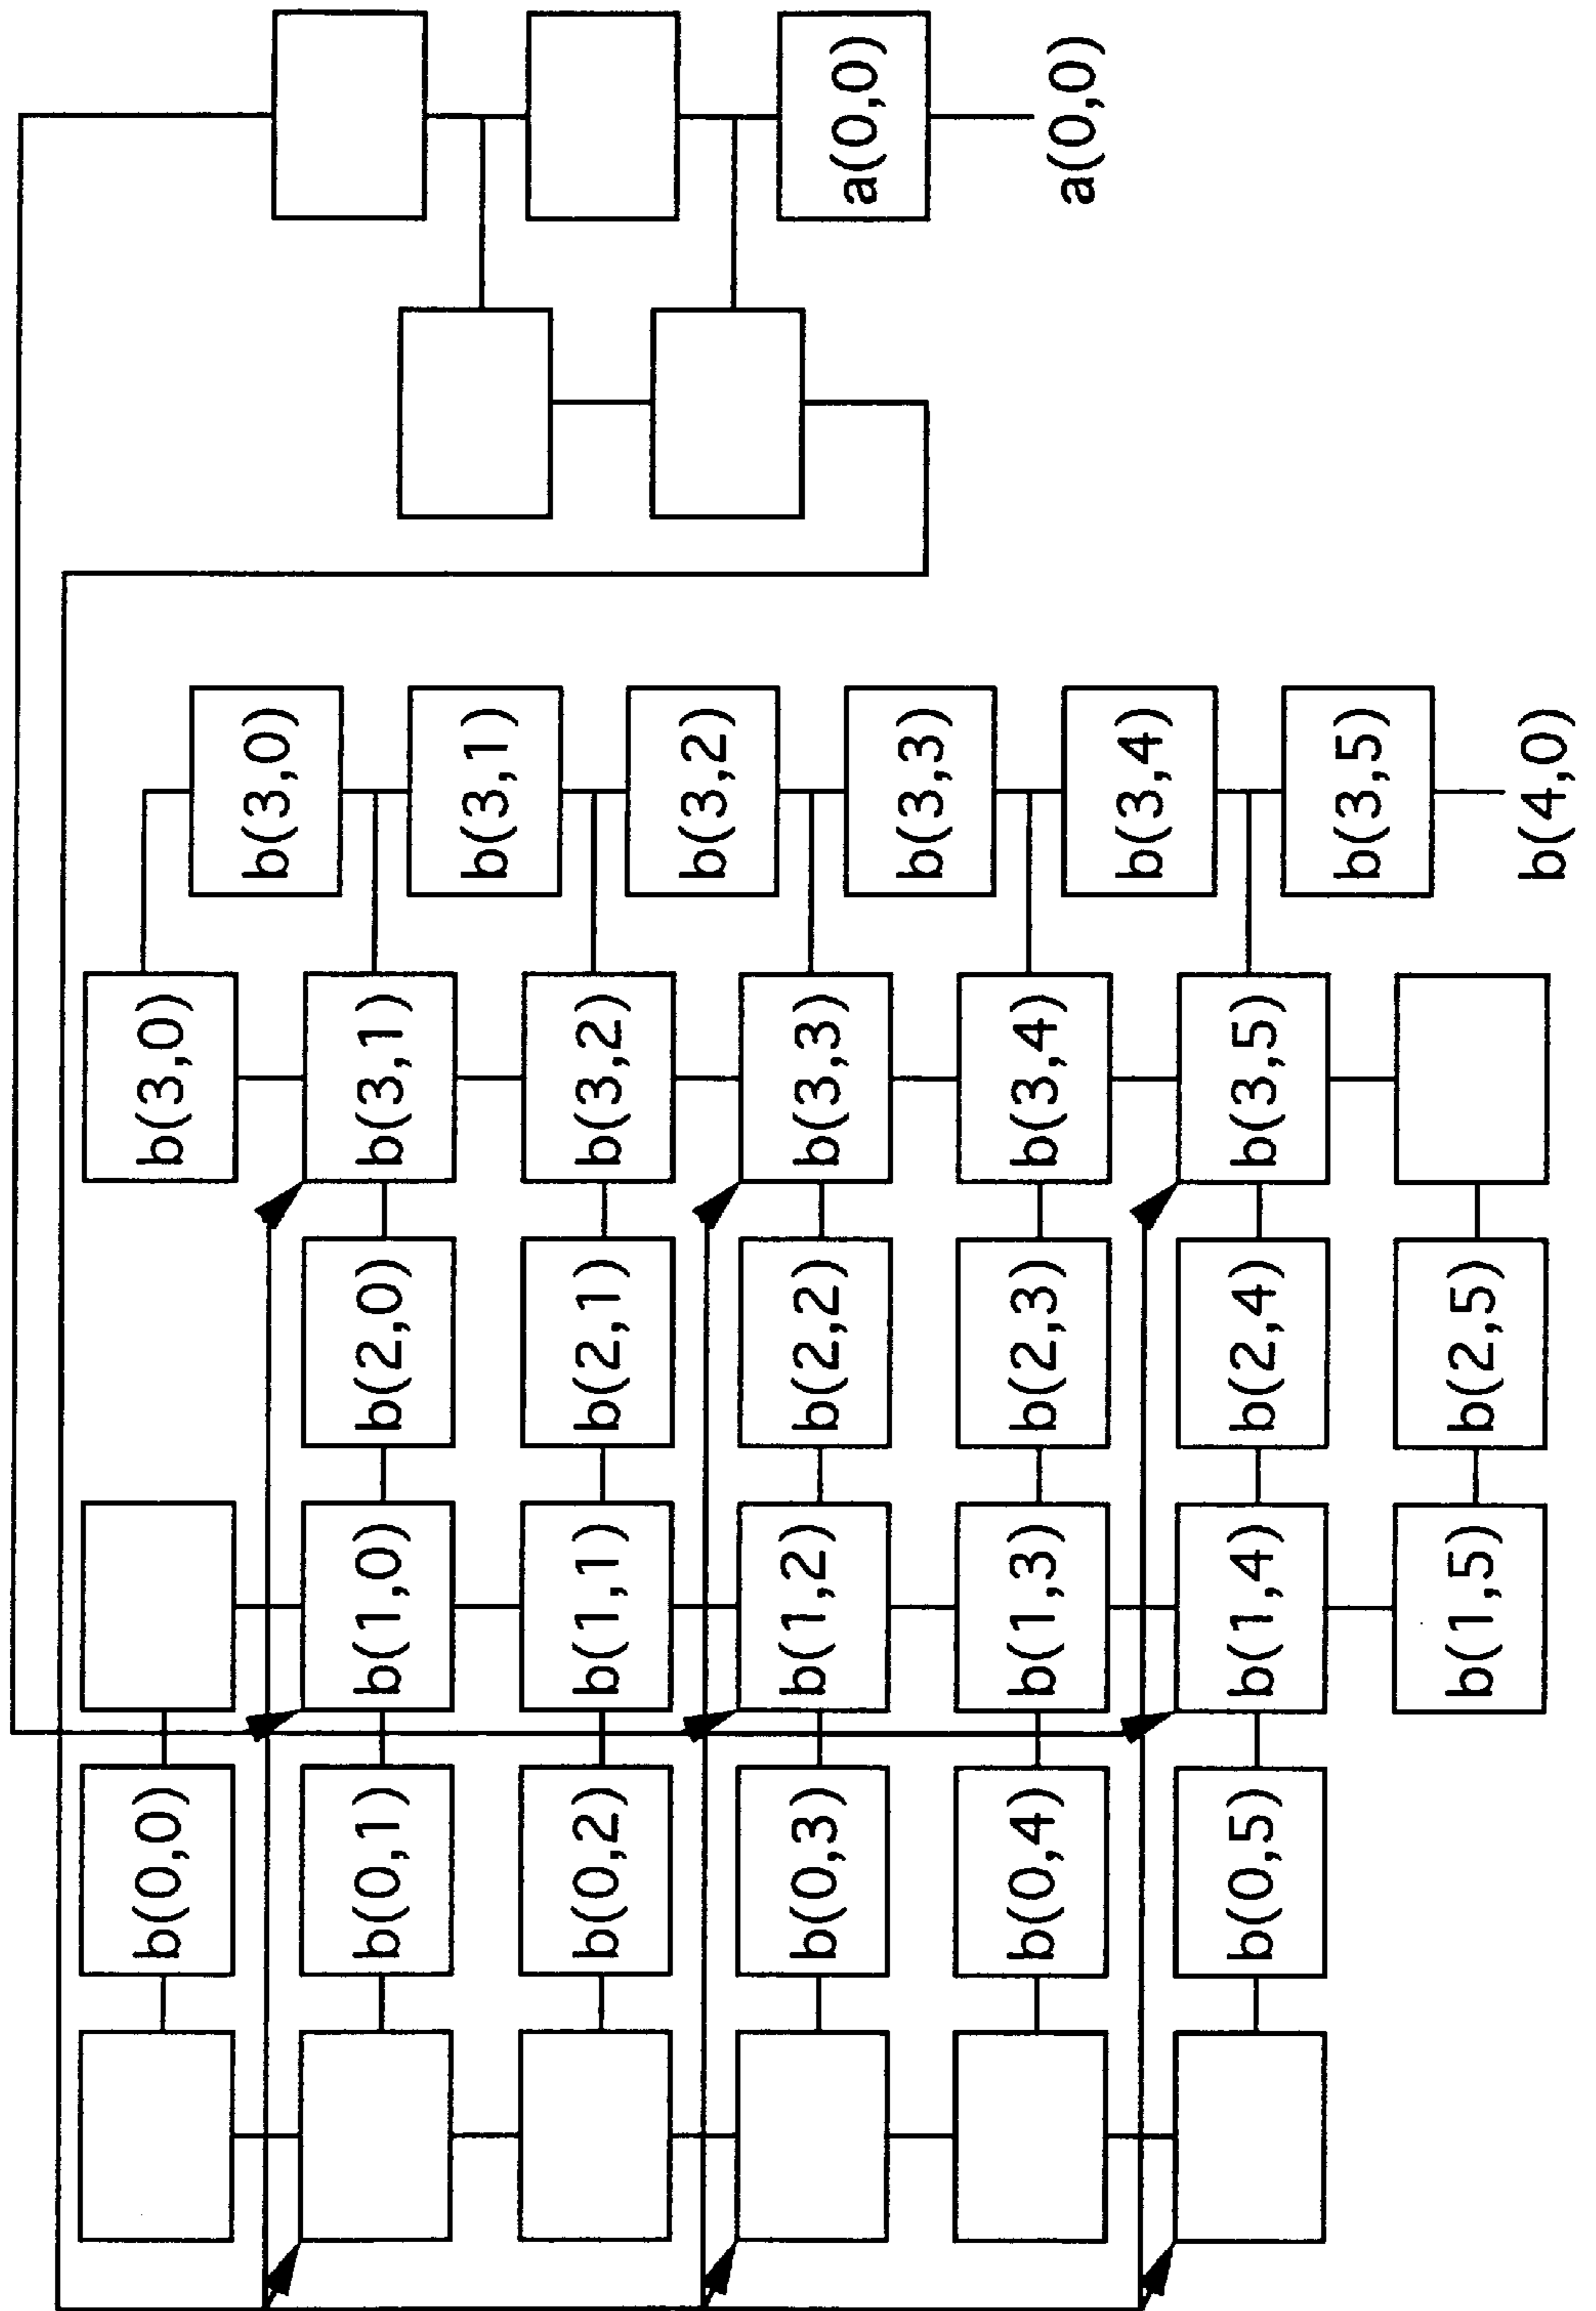 b(0,0) b(3,0)
b(3,0)
b(0,1) b(1,0) b(2,0) b(3,1)
b(3,1)
b(0,2) b(1,1) b(2,1) b(3,2)
b(3,2)
b(0,3) b(1,2) b(2,2) b(3,3)
a(0,0)
b(3,3)
b(0,4) b(1,3) b(2,3) b(3,4)
a(0,0)
b(3,4)
b(0,5) b(1,4) b(2,4) b(3,5)
b(3,5)
b(1,5) b(2,5)
b(4,0)